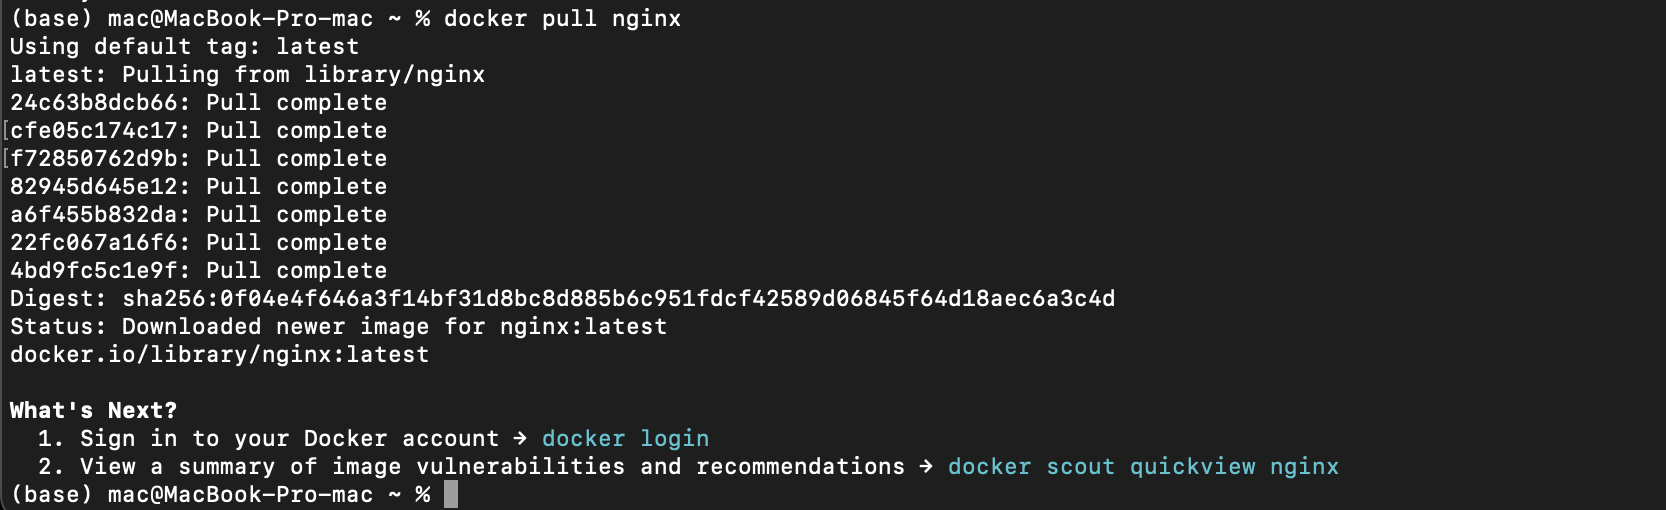 (base) mac@MacBook-Pro-mac ~ % docker pull nginx
Using default tag: latest
latest: Pulling from library/nginx
24c63b8dcb66: Pull complete
[cfe05c174c17: Pull complete
[f72850762d9b: Pull complete
82945d645e12: Pull complete
a6f455b832da: Pull complete
22fc067a16f6: Pull complete
4bd9fc5c1e9f: Pull complete
Digest: sha256:0f04e4f646a3f14bf31d8bc8d885b6c951fdcf42589d06845f64d18aec6a3c4d
Status: Downloaded newer image for nginx:latest
docker.io/library/nginx:latest
What's Next?
1. Sign in to your Docker account → docker login
2. View a summary of image vulnerabilities and recommendations → docker scout quickview nginx
(base) mac@MacBook-Pro-mac ~ %